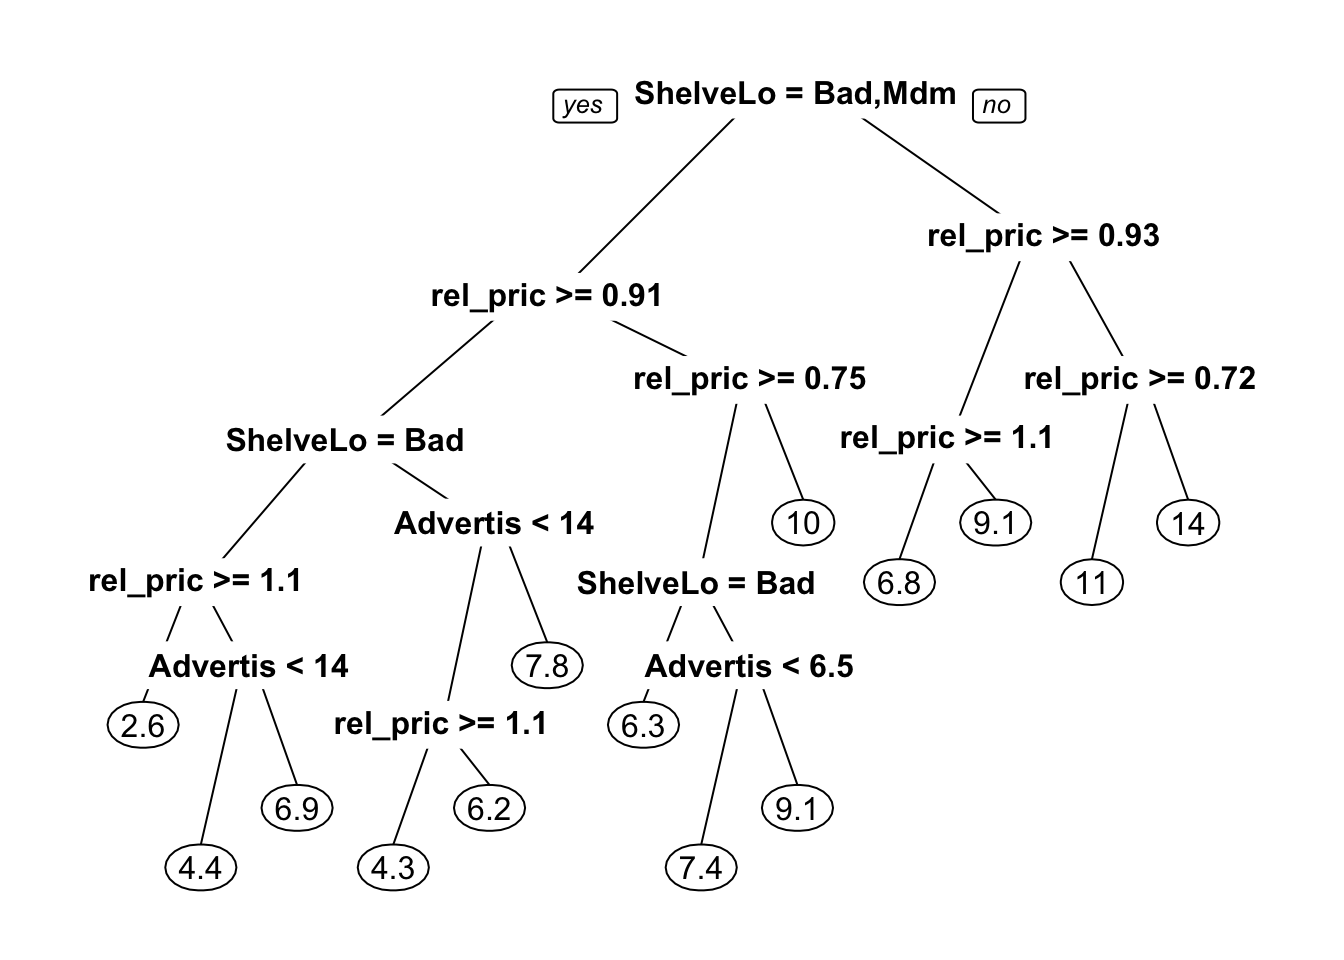 yes ShelveLo = Bad,Mdm no
rel_pric >= 0.93
rel_pric >= 0.91
rel_pric >= 0.75 rel_pric >= 0.72
ShelveLo = Bad rel_pric >= 1.1
Advertis < 14 10 9.1 14
rel_pric >= 1.1 ShelveLo = Bad 6.8 11
Advertis < 14 7.8 Advertis < 6.5
2.6 rel_pric >= 1.1 6.3
6.9 6.2 9.1
4.4 4.3 7.4